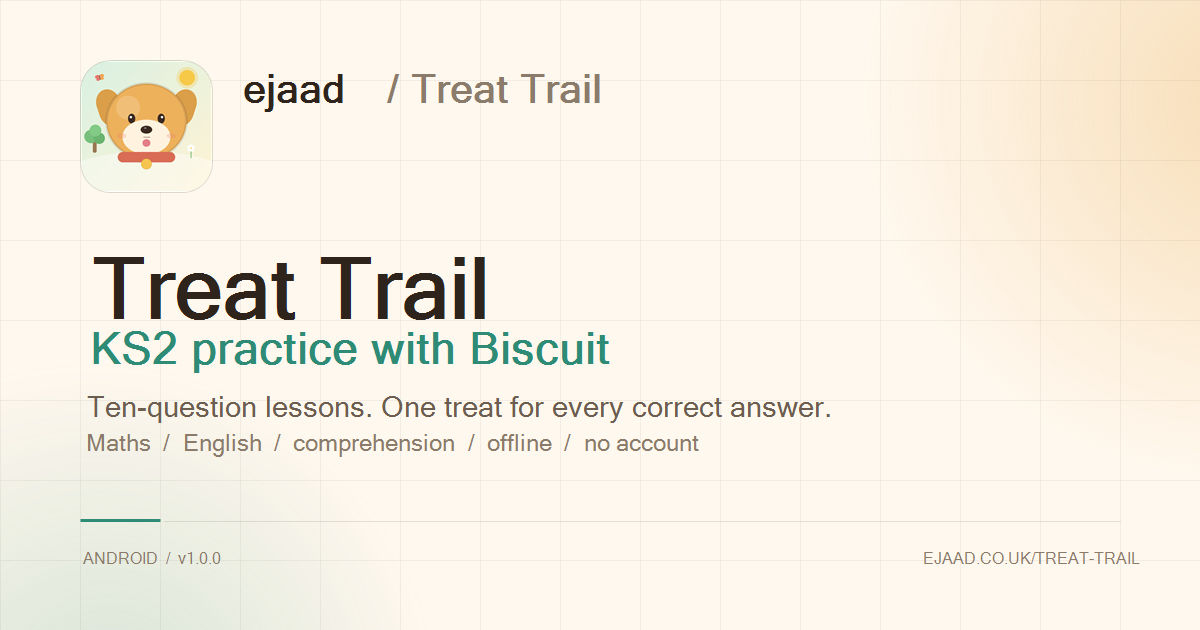 ejaad / Treat Trail
Treat Trail
KS2 practice with Biscuit
Ten-question lessons. One treat for every correct answer.
Maths / English / comprehension / offline / no account
ANDROID / v1.0.0
EJAAD.CO.UK/TREAT-TRAIL